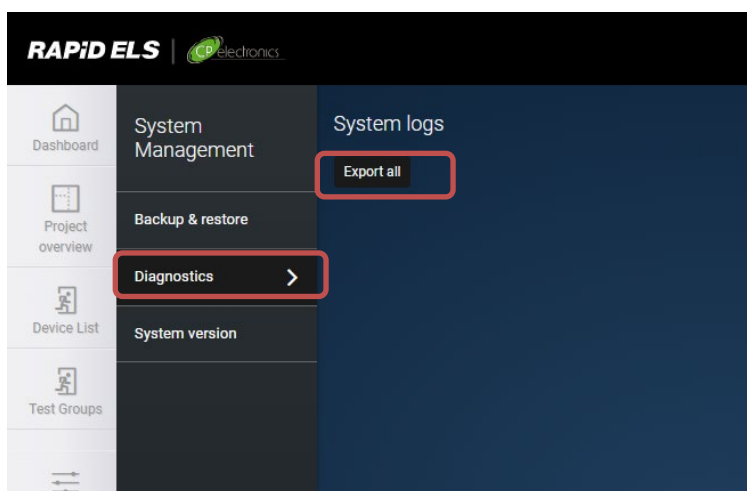 RAPiD ELS
CP electronics
Dashboard
Project
overview
Device List
Test Groups
System
Management
Backup & restore
Diagnostics
System version
System logs
Export all